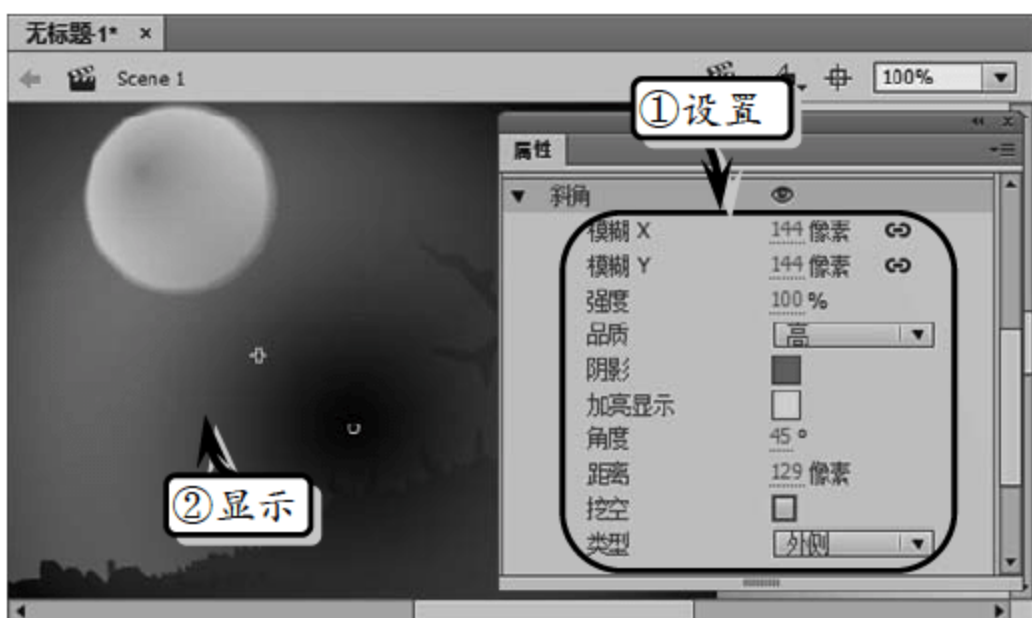 无标题-1* ×
Scene 1
100%
①设置
属性
斜角
模糊 X 144 像素
模糊 Y 144 像素
强度 100 %
品质 高
阴影
加亮显示
角度 45 °
距离 129 像素
挖空
类型 外侧
②显示